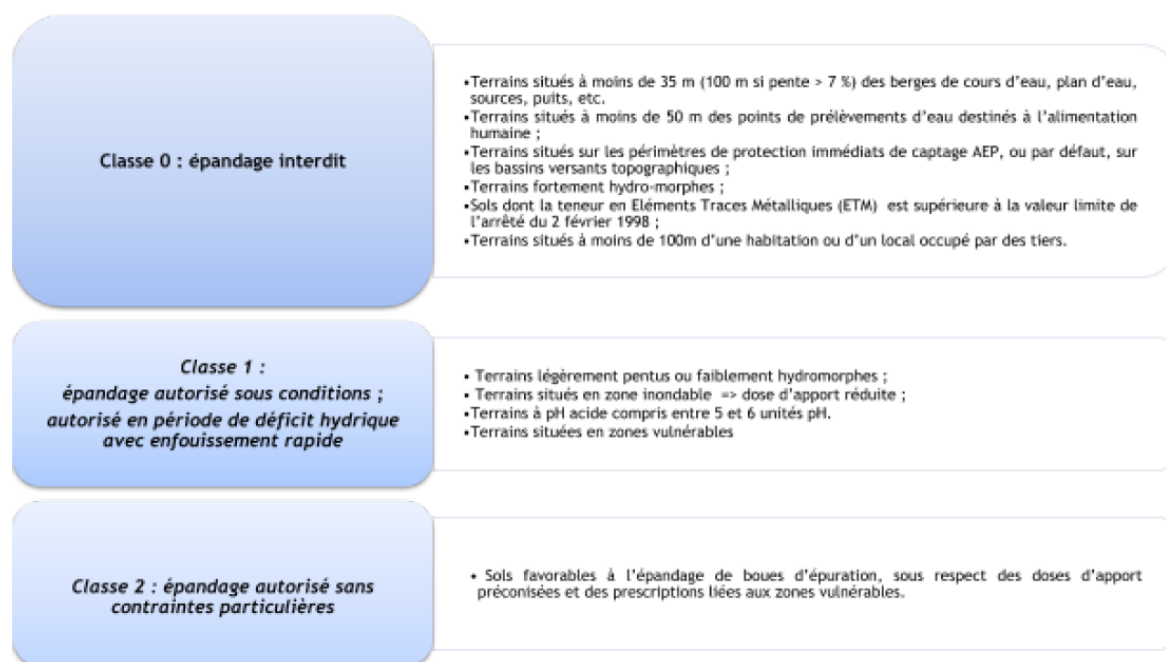 Classe 0 : épandage interdit
•Terrains situés à moins de 35 m (100 m si pente > 7 %) des berges de cours d'eau, plan d'eau,
sources, puits, etc.
•Terrains situés à moins de 50 m des points de prélèvements d'eau destinés à l'alimentation
humaine ;
•Terrains situés sur les périmètres de protection immédiats de captage AEP, ou par défaut, sur
les bassins versants topographiques ;
•Terrains fortement hydro-morphes ;
•Sols dont la teneur en Eléments Traces Métalliques (ETM) est supérieure à la valeur limite de
l'arrêté du 2 février 1998 ;
•Terrains situés à moins de 100m d'une habitation ou d'un local occupé par des tiers.
Classe 1 :
épandage autorisé sous conditions ;
autorisé en période de déficit hydrique
avec enfouissement rapide
• Terrains légèrement pentus ou faiblement hydromorphes ;
• Terrains situés en zone inondable => dose d'apport réduite ;
•Terrains à pH acide compris entre 5 et 6 unités pH.
•Terrains situées en zones vulnérables
Classe 2 : épandage autorisé sans
contraintes particulières
• Sols favorables à l'épandage de boues d'épuration, sous respect des doses d'apport
préconisées et des prescriptions liées aux zones vulnérables.